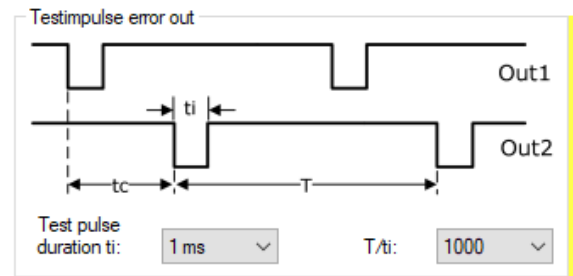 Testimpulse error out
Out1
ti
Out2
tc
T
Test pulse
duration ti:
1 ms
T/ti:
1000